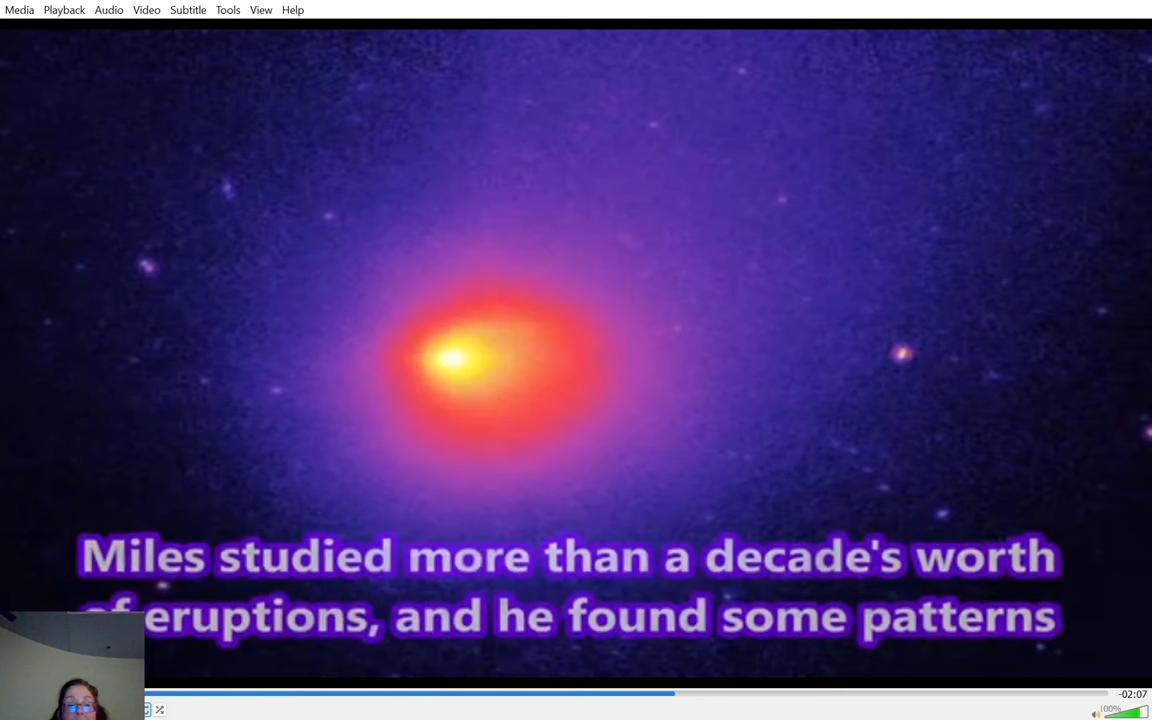 Media Playback Audio Video Subtitle Tools View Help
Miles studied more than a decade's worth
of eruptions, and he found some patterns
-02:07
100%